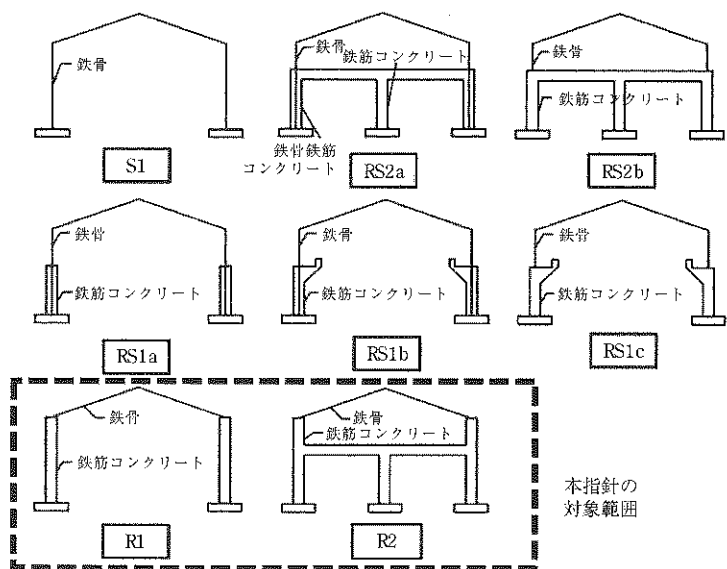 鉄骨
S1
鉄骨
鉄筋コンクリート
鉄骨鉄筋
コンクリート
RS2a
鉄骨
鉄筋コンクリート
RS2b
鉄骨
鉄筋コンクリート
RS1a
鉄骨
鉄筋コンクリート
RS1b
鉄骨
鉄筋コンクリート
RS1c
鉄骨
鉄筋コンクリート
R1
鉄骨
鉄筋コンクリート
R2
本指針の
対象範囲